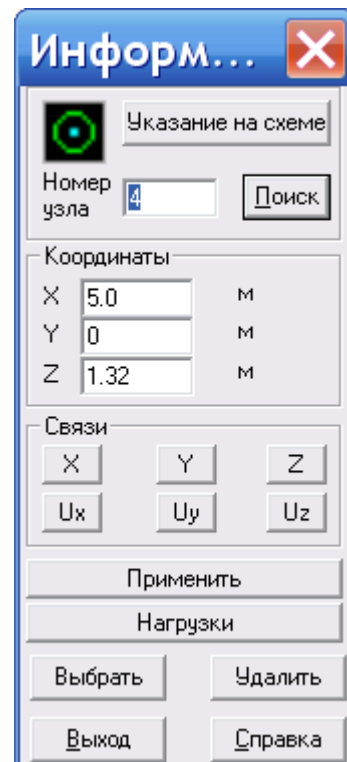 Информ...
Указание на схеме
Номер узла 4 Поиск
Координаты
X 5.0 м
Y 0 м
Z 1.32 м
Связи
X Y Z
Ux Uy Uz
Применить
Нагрузки
Выбрать Удалить
Выход Справка